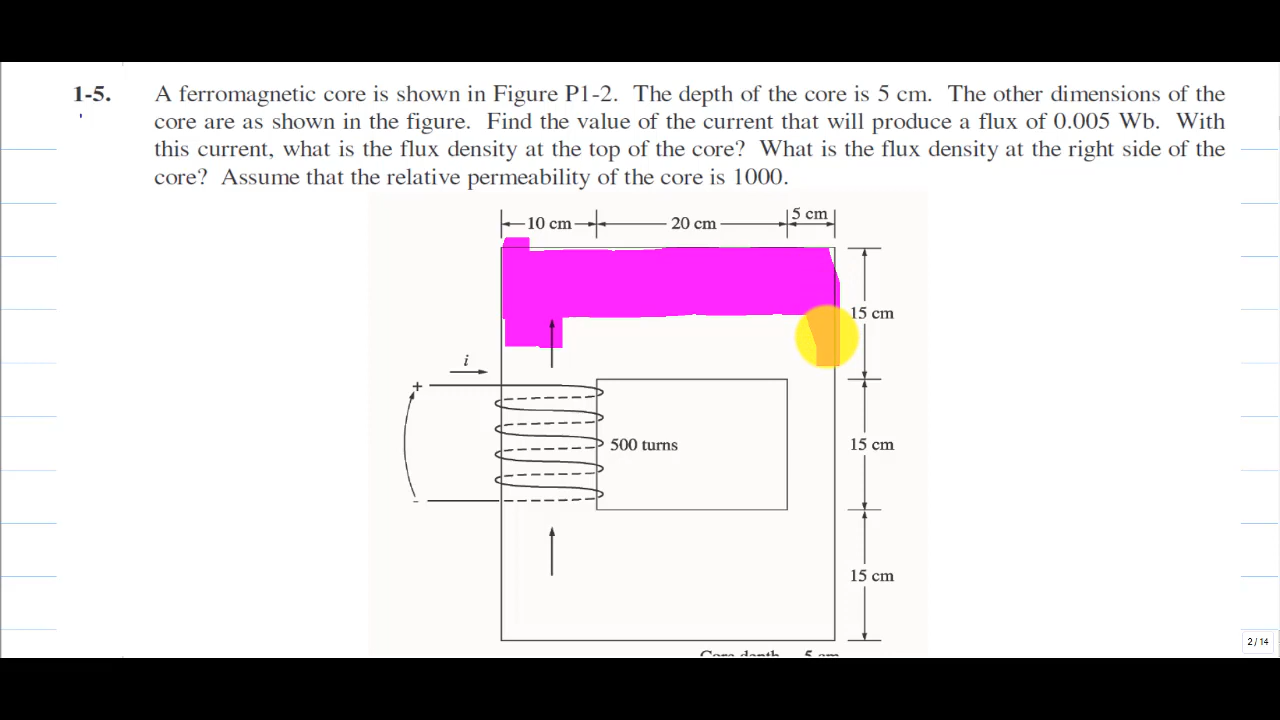 1-5. A ferromagnetic core is shown in Figure P1-2. The depth of the core is 5 cm. The other dimensions of the
core are as shown in the figure. Find the value of the current that will produce a flux of 0.005 Wb. With
this current, what is the flux density at the top of the core? What is the flux density at the right side of the
core? Assume that the relative permeability of the core is 1000.
10 cm 20 cm 5 cm
15 cm
i
+
500 turns
15 cm
-
15 cm
2 / 14
Core depth 5 cm